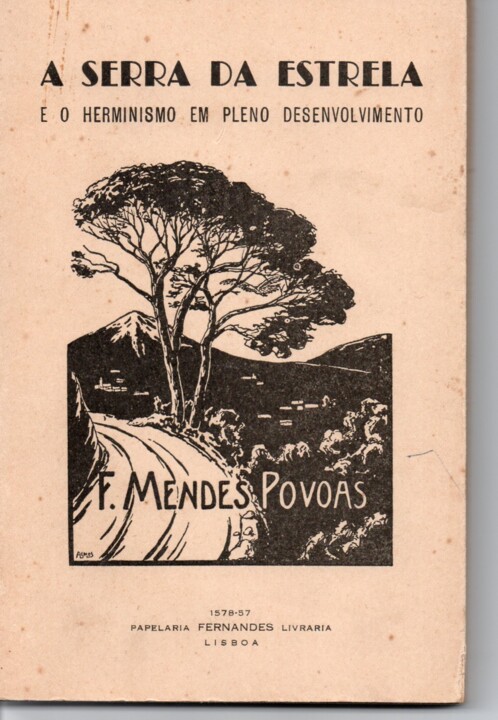 A SERRA DA ESTRELA
E O HERMINISMO EM PLENO DESENVOLVIMENTO
F. MENDES POVOAS
1578-57
PAPELARIA FERNANDES LIVRARIA
LISBOA